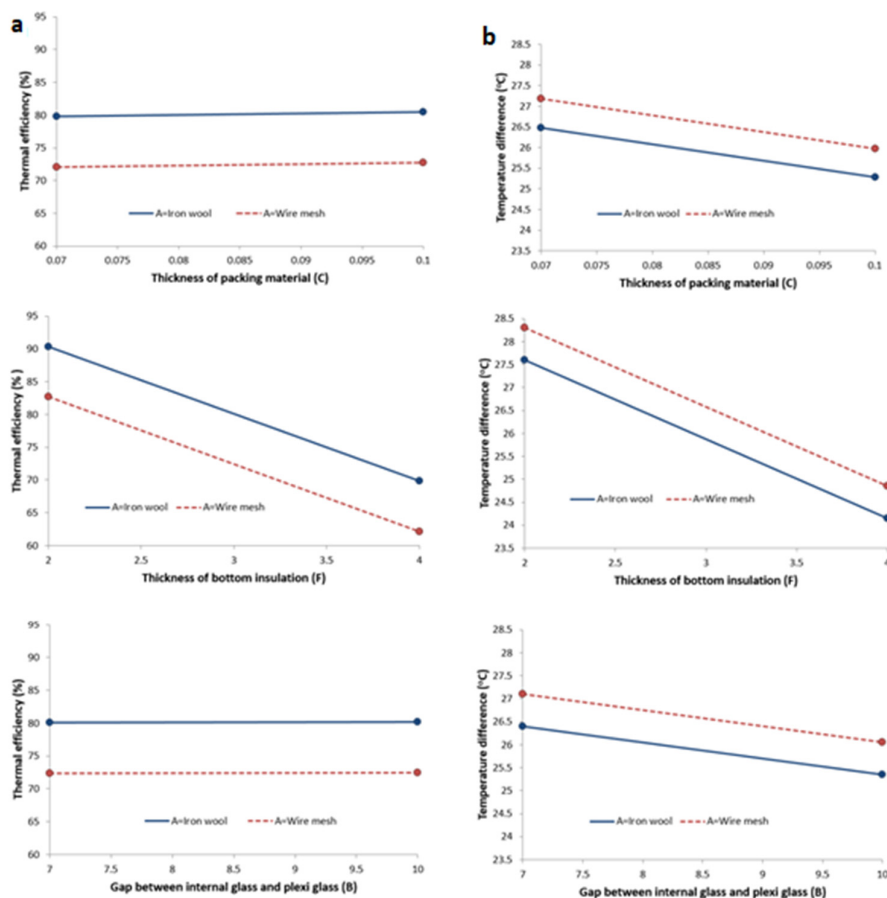 a
95
90
85
80
75
70
65
60
Thermal efficiency (%)
A=Iron wool A=Wire mesh
0.07 0.075 0.08 0.085 0.09 0.095 0.1
Thickness of packing material (C)
b
28.5
28
27.5
27
26.5
26
25.5
25
24.5
24
23.5
Temperature difference (°C)
A=Iron wool A=Wire mesh
0.07 0.075 0.08 0.085 0.09 0.095 0.1
Thickness of packing material (C)
95
90
85
80
75
70
65
60
Thermal efficiency (% )
A=Iron wool A=Wire mesh
2 2.5 3 3.5 4
Thickness of bottom insulation (F)
28.5
28
27.5
27
26.5
26
25.5
25
24.5
24
23.5
Temperature difference (°C)
A=Iron wool A=Wire mesh
2 2.5 3 3.5 4
Thickness of bottom insulation (F)
95
90
85
80
75
70
65
60
Thermal efficiency (%)
A=Iron wool A=Wire mesh
7 7.5 8 8.5 9 9.5 10
Gap between internal glass and plexi glass (B)
28.5
28
27.5
27
26.5
26
25.5
25
24.5
24
23.5
Temperature difference (°C)
A=Iron wool A=Wire mesh
7 7.5 8 8.5 9 9.5 10
Gap between internal glass and plexi glass (B)